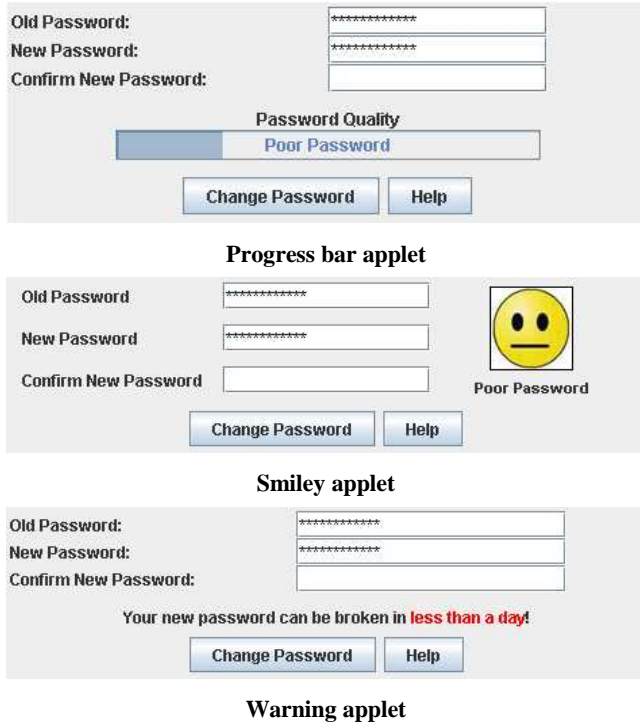 Old Password: ************
New Password: ************
Confirm New Password:
Password Quality
Poor Password
Change Password Help
Progress bar applet
Old Password ************
New Password ************
Confirm New Password
Poor Password
Change Password Help
Smiley applet
Old Password: ************
New Password: ************
Confirm New Password:
Your new password can be broken in less than a day!
Change Password Help
Warning applet